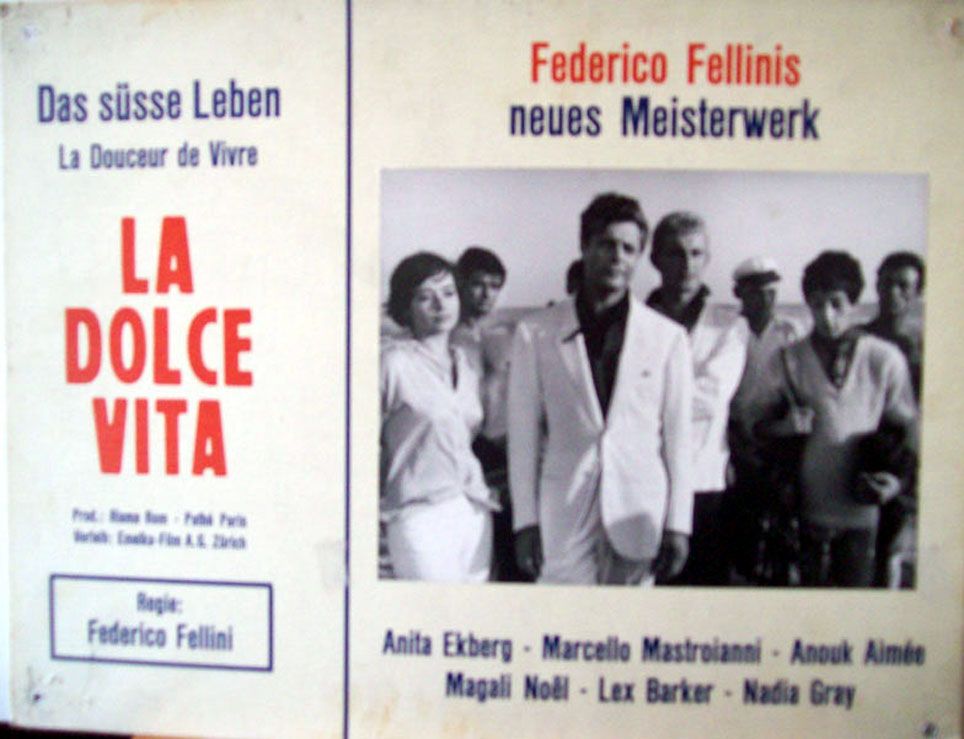 Das süsse Leben
La Douceur de Vivre
LA
DOLCE
VITA
Prod.: Riama Rom - Pathé Paris
Verleih: Emelka-Film A.G. Zürich
Regie:
Federico Fellini
Federico Fellinis
neues Meisterwerk
Anita Ekberg - Marcello Mastroianni - Anouk Aimée
Magali Noël - Lex Barker - Nadia Gray